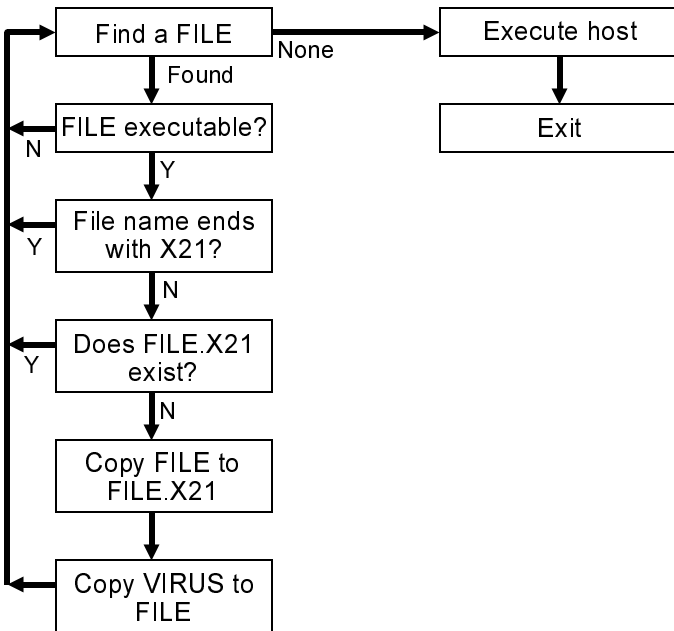 Find a FILE
None
Execute host
Found
FILE executable?
Exit
N
Y
File name ends
with X21?
Y
N
Does FILE.X21
exist?
Y
N
Copy FILE to
FILE.X21
Copy VIRUS to
FILE